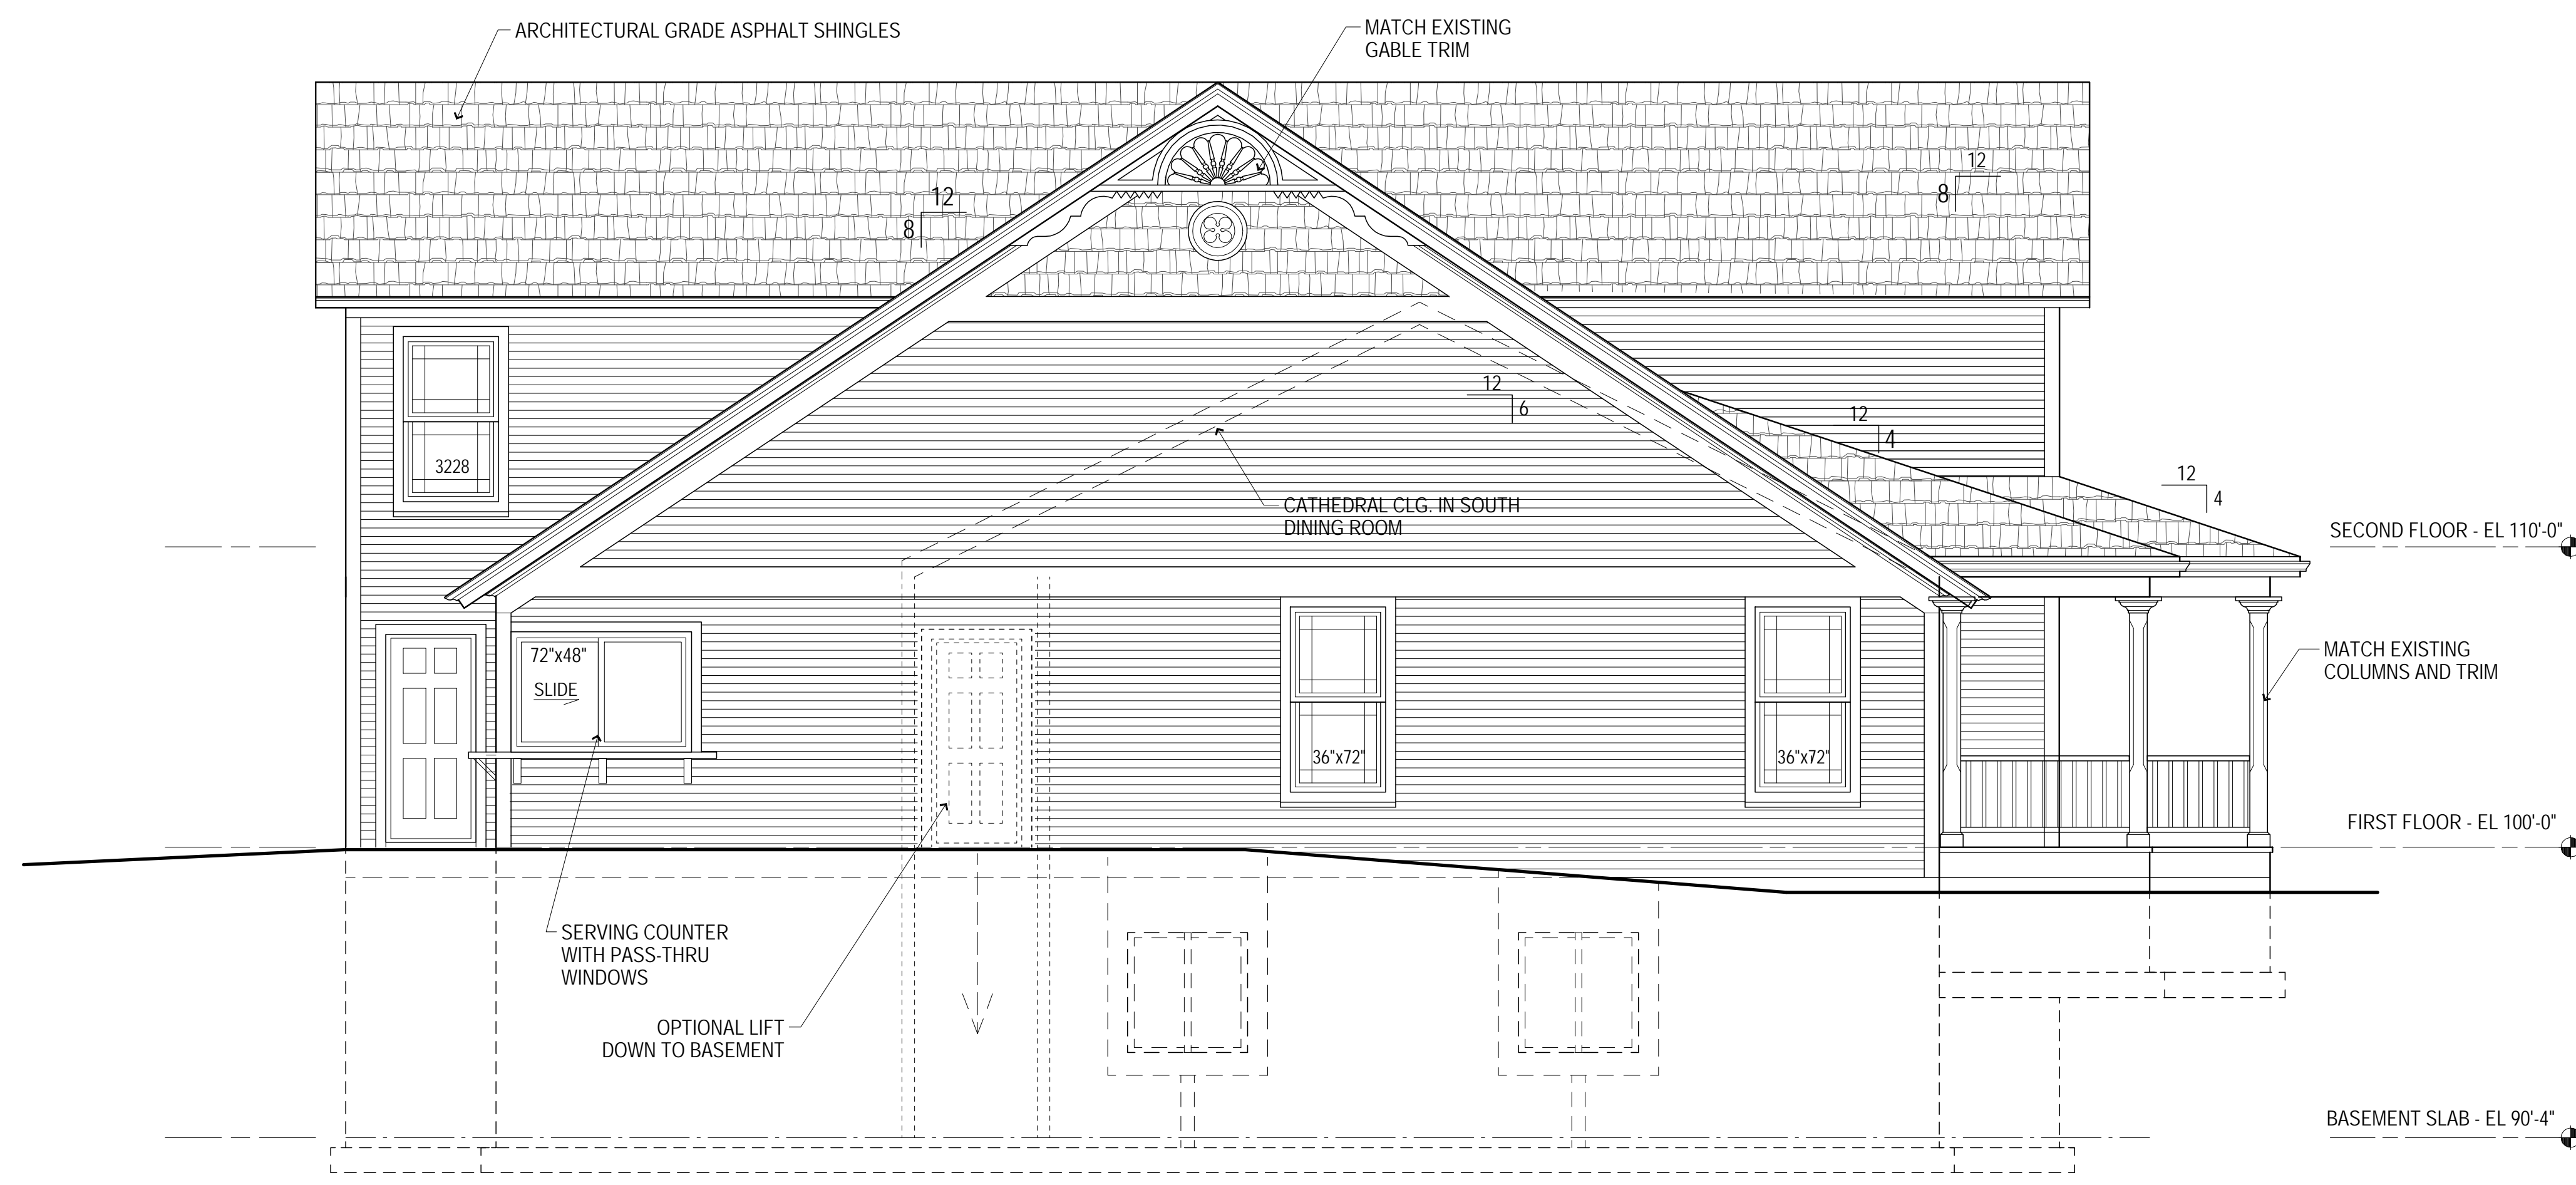 ARCHITECTURAL GRADE ASPHALT SHINGLES
MATCH EXISTING
GABLE TRIM
12
8
12
8
12
6
12
4
12
4
3228
CATHEDRAL CLG. IN SOUTH
DINING ROOM
SECOND FLOOR - EL 110'-0"
72"x48"
SLIDE
MATCH EXISTING
COLUMNS AND TRIM
36"x72"
36"x72"
FIRST FLOOR - EL 100'-0"
SERVING COUNTER
WITH PASS-THRU
WINDOWS
OPTIONAL LIFT
DOWN TO BASEMENT
BASEMENT SLAB - EL 90'-4"